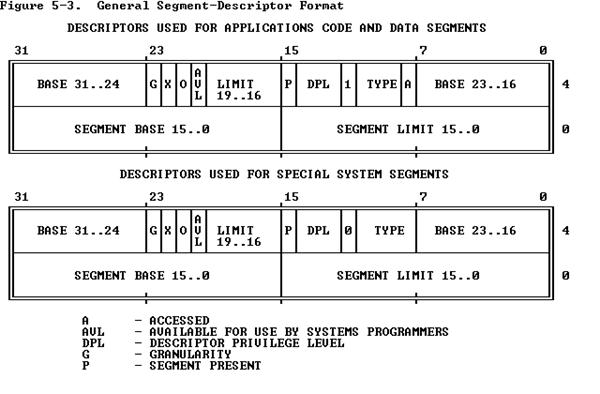 Figure 5-3.  General Segment-Descriptor Format
DESCRIPTORS USED FOR APPLICATIONS CODE AND DATA SEGMENTS
31 23 15 7 0
BASE 31..24 G X O AVL LIMIT 19..16 P DPL 1 TYPE A BASE 23..16 4
SEGMENT BASE 15..0 SEGMENT LIMIT 15..0 0
DESCRIPTORS USED FOR SPECIAL SYSTEM SEGMENTS
31 23 15 7 0
BASE 31..24 G X O AVL LIMIT 19..16 P DPL 0 TYPE BASE 23..16 4
SEGMENT BASE 15..0 SEGMENT LIMIT 15..0 0
A - ACCESSED
AVL - AVAILABLE FOR USE BY SYSTEMS PROGRAMMERS
DPL - DESCRIPTOR PRIVILEGE LEVEL
G - GRANULARITY
P - SEGMENT PRESENT